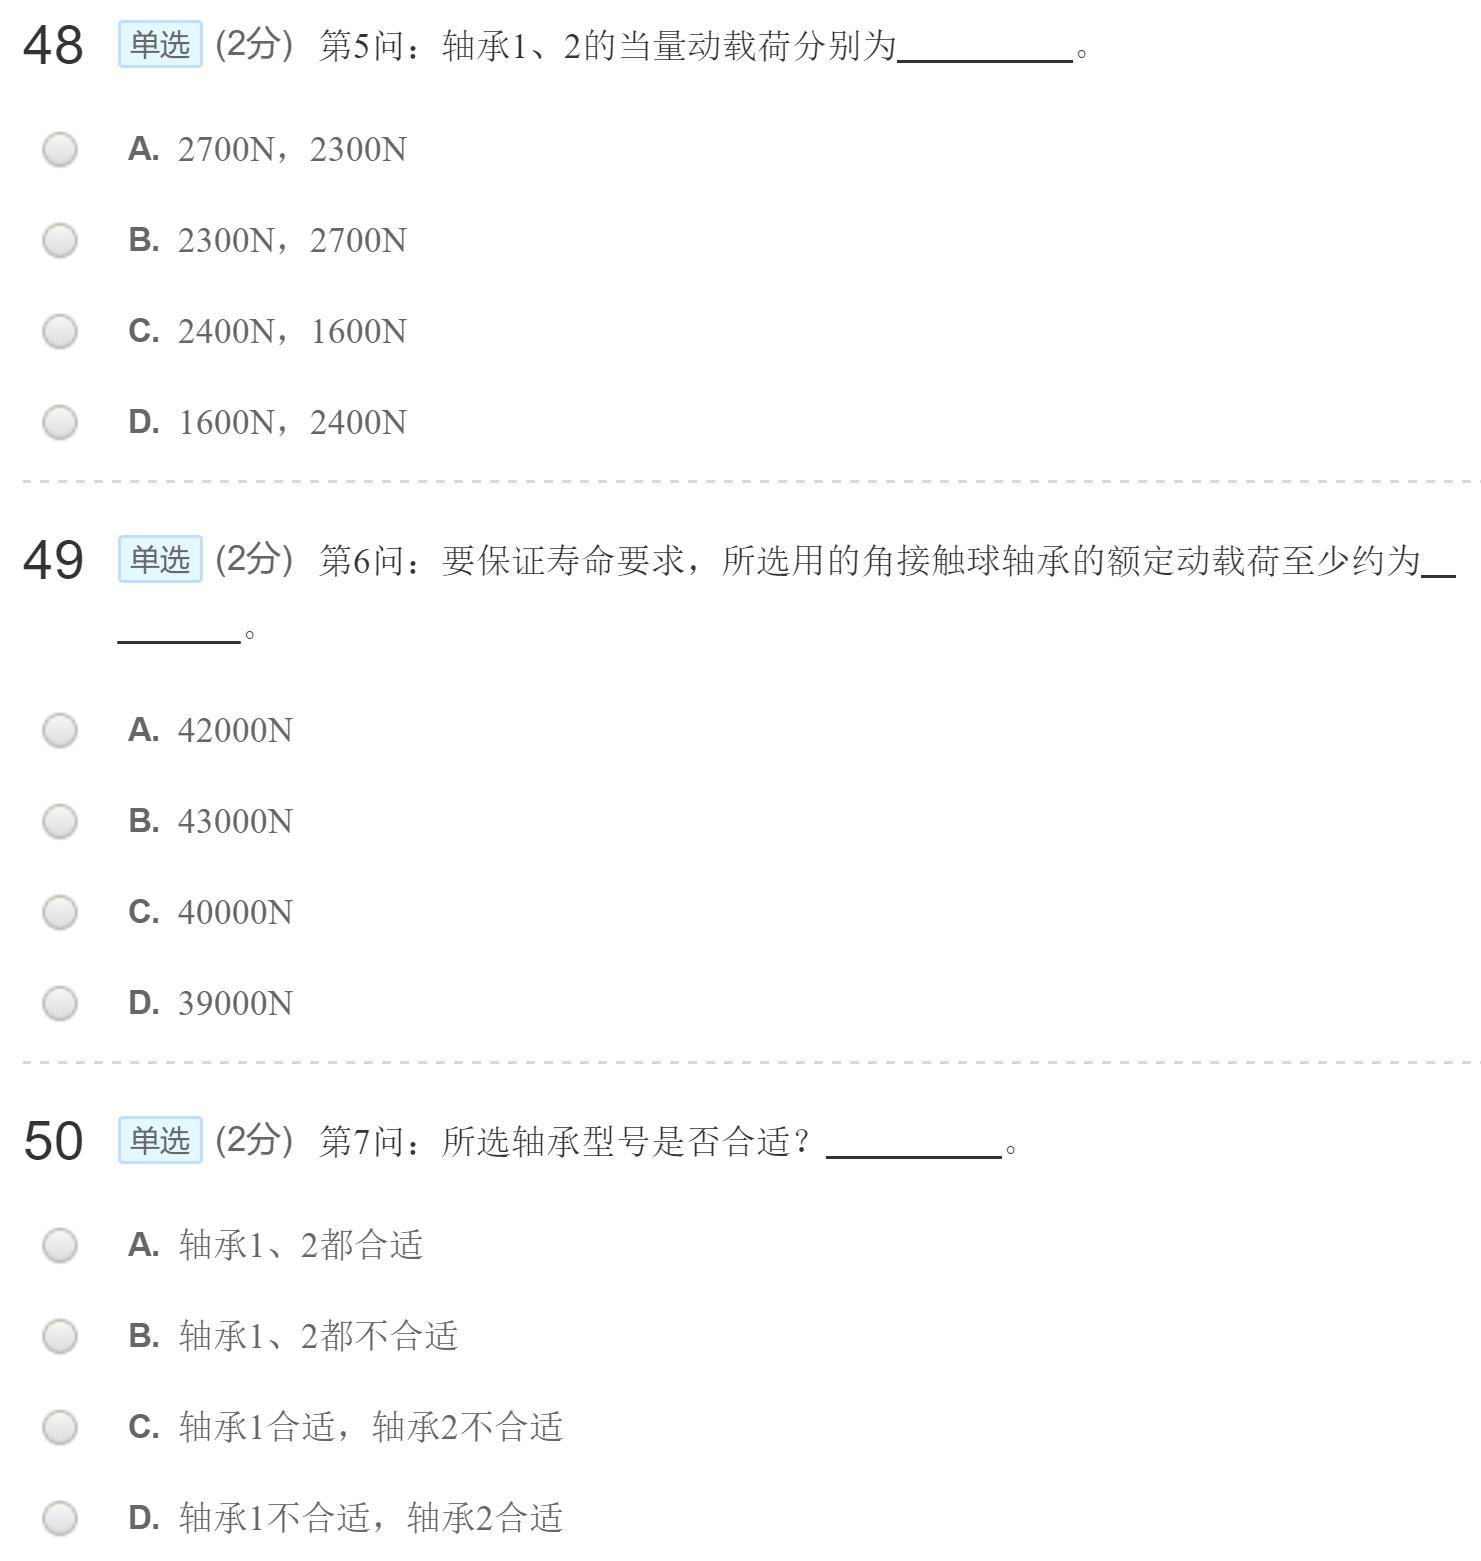 48 单选 (2分) 第5问：轴承1、2的当量动载荷分别为__________。
A. 2700N，2300N
B. 2300N，2700N
C. 2400N，1600N
D. 1600N，2400N
49 单选 (2分) 第6问：要保证寿命要求，所选用的角接触球轴承的额定动载荷至少约为__
_______。
A. 42000N
B. 43000N
C. 40000N
D. 39000N
50 单选 (2分) 第7问：所选轴承型号是否合适？__________。
A. 轴承1、2都合适
B. 轴承1、2都不合适
C. 轴承1合适，轴承2不合适
D. 轴承1不合适，轴承2合适